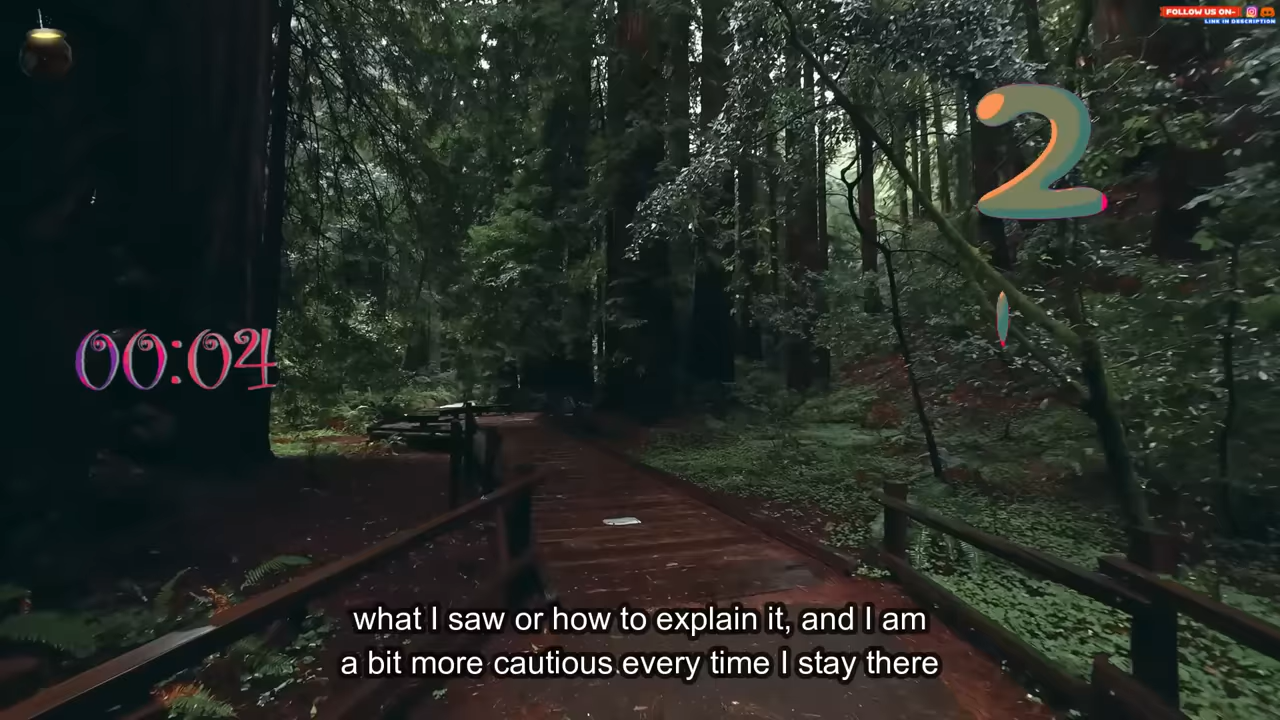 FOLLOW US ON-
LINK IN DESCRIPTION
2
00:04
what I saw or how to explain it, and I am
a bit more cautious every time I stay there